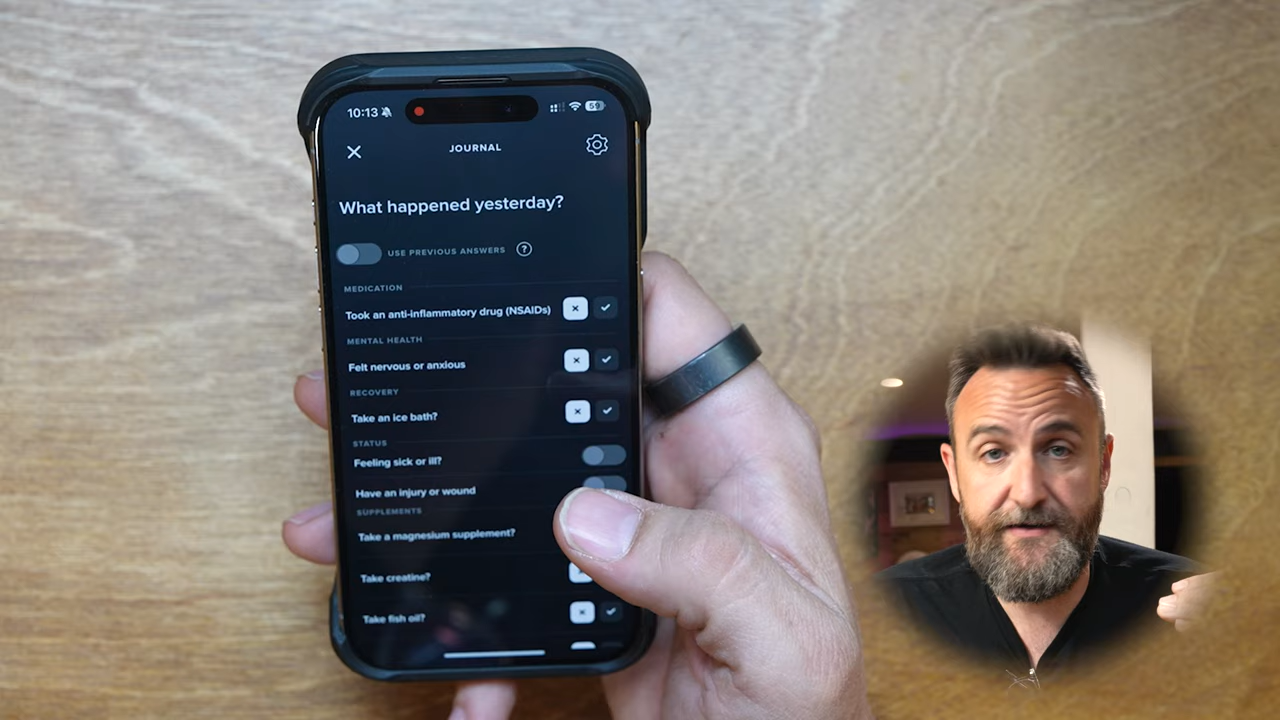 10:13
59
JOURNAL
What happened yesterday?
USE PREVIOUS ANSWERS ?
MEDICATION
Took an anti-inflammatory drug (NSAIDs)
MENTAL HEALTH
Felt nervous or anxious
RECOVERY
Take an ice bath?
STATUS
Feeling sick or ill?
Have an injury or wound
SUPPLEMENTS
Take a magnesium supplement?
Take creatine?
Take fish oil?